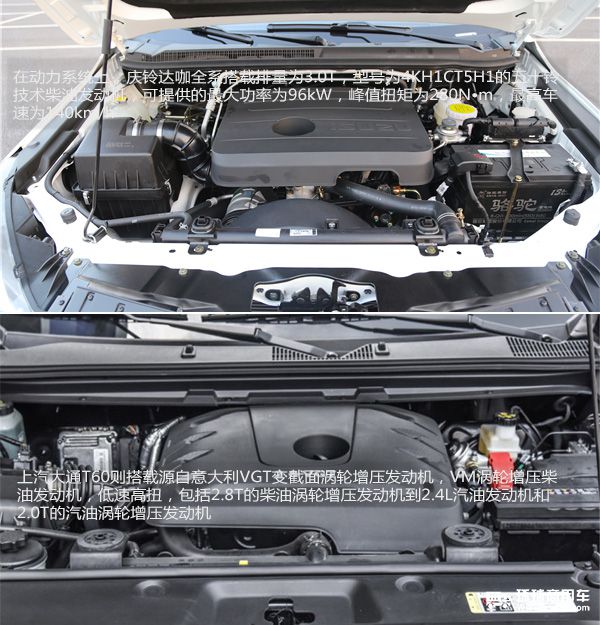 在动力系统上，庆铃达咖全系搭载排量为3.0T，型号为4KH1CT5H1的五十铃
技术柴油发动机，可提供的最大功率为96kW，峰值扭矩为280N•m，最高车
速为140km/h
骆驼
上汽大通T60则搭载源自意大利VGT变截面涡轮增压发动机，VM涡轮增压柴
油发动机，低速高扭，包括2.8T的柴油涡轮增压发动机到2.4L汽油发动机和
2.0T的汽油涡轮增压发动机